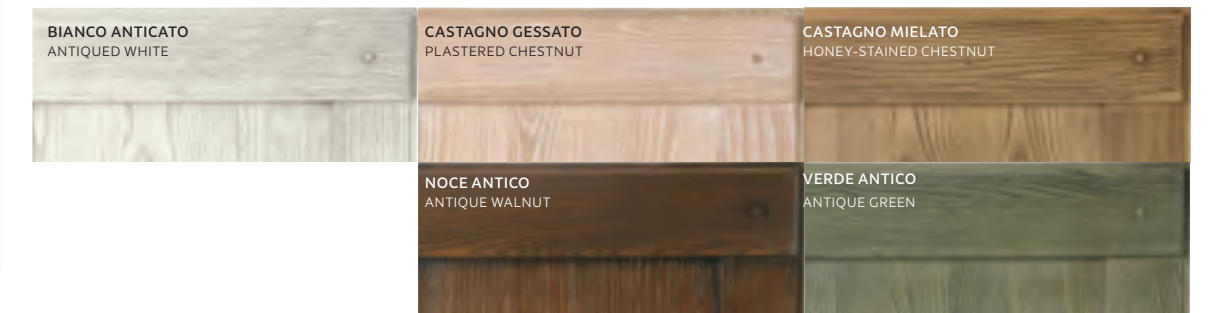 BIANCO ANTICATO
ANTIQUED WHITE
CASTAGNO GESSATO
PLASTERED CHESTNUT
CASTAGNO MIELATO
HONEY-STAINED CHESTNUT
NOCE ANTICO
ANTIQUE WALNUT
VERDE ANTICO
ANTIQUE GREEN